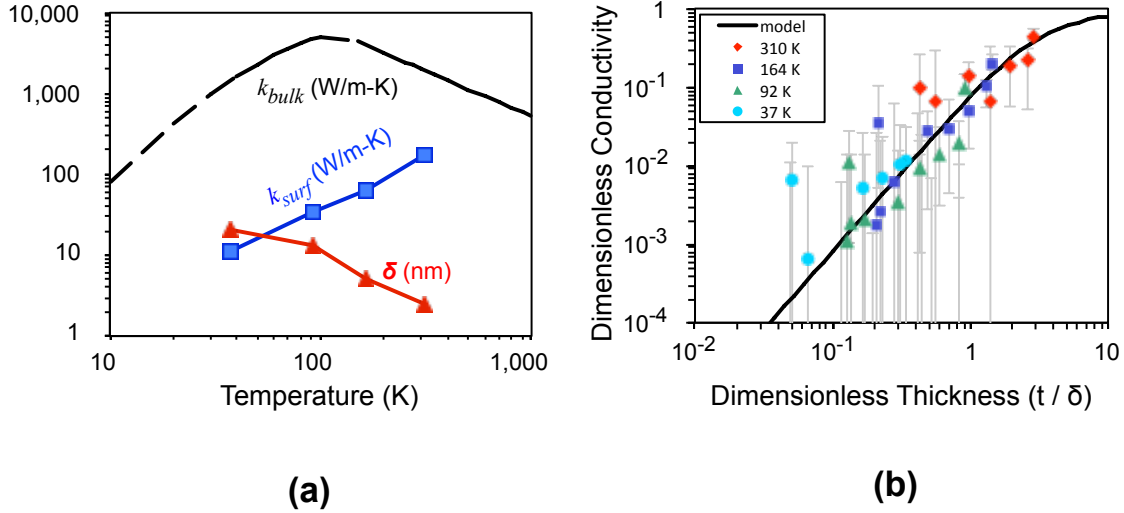 10,000
1,000
100
10
1
k_bulk (W/m-K)
k_surf (W/m-K)
δ (nm)
10 100 1,000
Temperature (K)
(a)
Dimensionless Conductivity
1
10⁻¹
10⁻²
10⁻³
10⁻⁴
model
310 K
164 K
92 K
37 K
10⁻² 10⁻¹ 1 10
Dimensionless Thickness (t / δ)
(b)